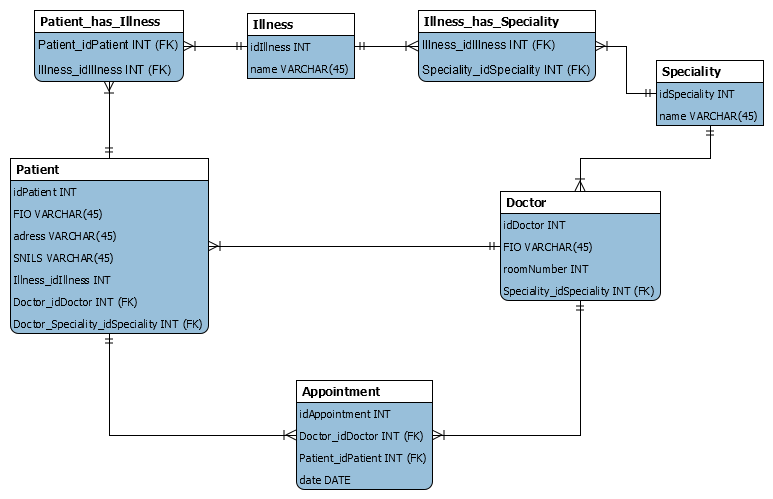 Patient_has_Illness
Patient_idPatient INT (FK)
Illness_idIllness INT (FK)
Illness
idIllness INT
name VARCHAR(45)
Illness_has_Speciality
Illness_idIllness INT (FK)
Speciality_idSpeciality INT (FK)
Speciality
idSpeciality INT
name VARCHAR(45)
Patient
idPatient INT
FIO VARCHAR(45)
adress VARCHAR(45)
SNILS VARCHAR(45)
Illness_idIllness INT
Doctor_idDoctor INT (FK)
Doctor_Speciality_idSpeciality INT (FK)
Doctor
idDoctor INT
FIO VARCHAR(45)
roomNumber INT
Speciality_idSpeciality INT (FK)
Appointment
idAppointment INT
Doctor_idDoctor INT (FK)
Patient_idPatient INT (FK)
date DATE